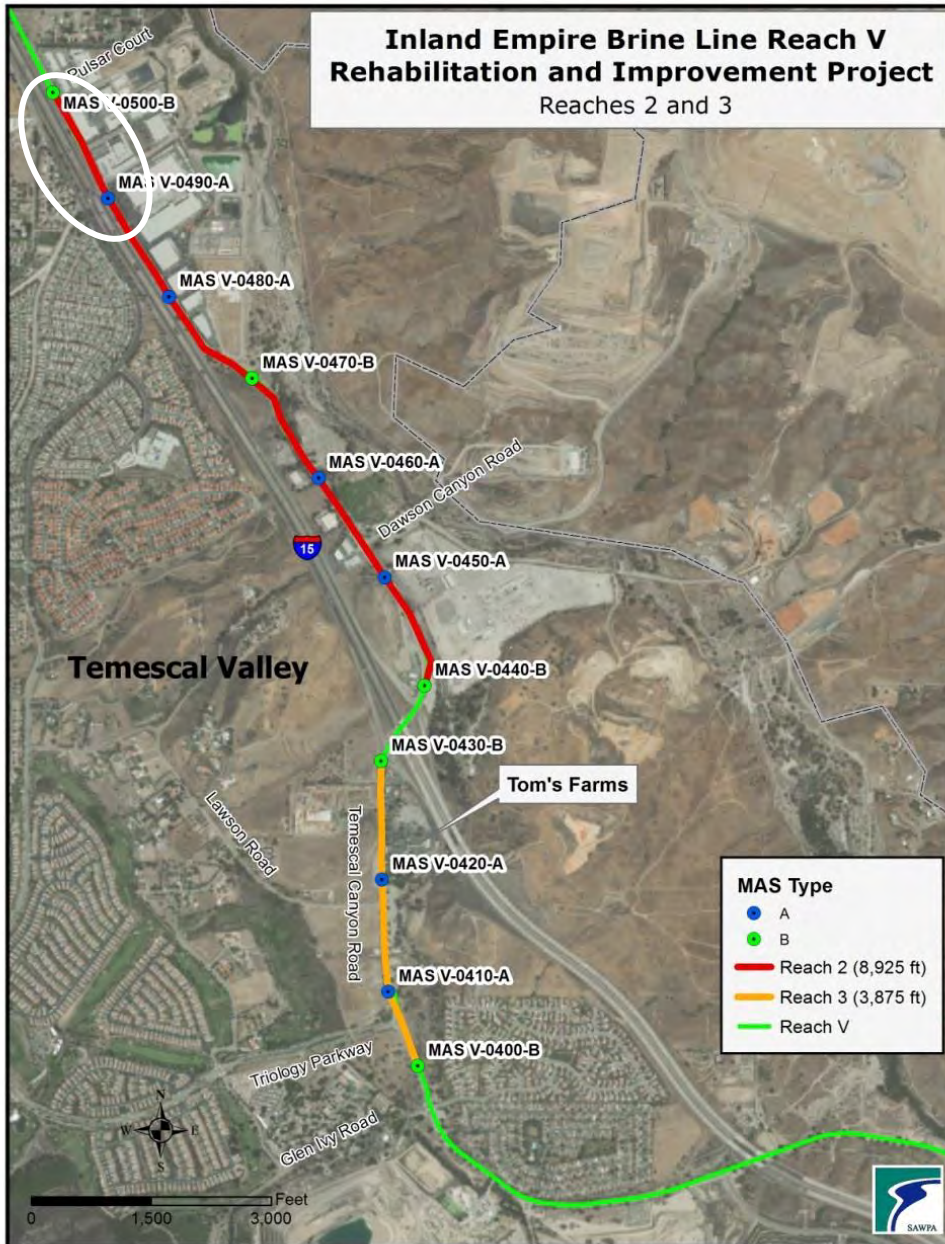 Inland Empire Brine Line Reach V
Rehabilitation and Improvement Project
Reaches 2 and 3
Pulsar Court
MAS V-0500-B
MAS V-0490-A
MAS V-0480-A
MAS V-0470-B
MAS V-0460-A
Dawson Canyon Road
15
MAS V-0450-A
Temescal Valley
MAS V-0440-B
MAS V-0430-B
Tom's Farms
Lawson Road
Temescal Canyon Road
MAS V-0420-A
MAS V-0410-A
Triology Parkway
MAS V-0400-B
Glen Ivy Road
MAS Type
A
B
Reach 2 (8,925 ft)
Reach 3 (3,875 ft)
Reach V
N
W E
S
Feet
0 1,500 3,000
SAWPA